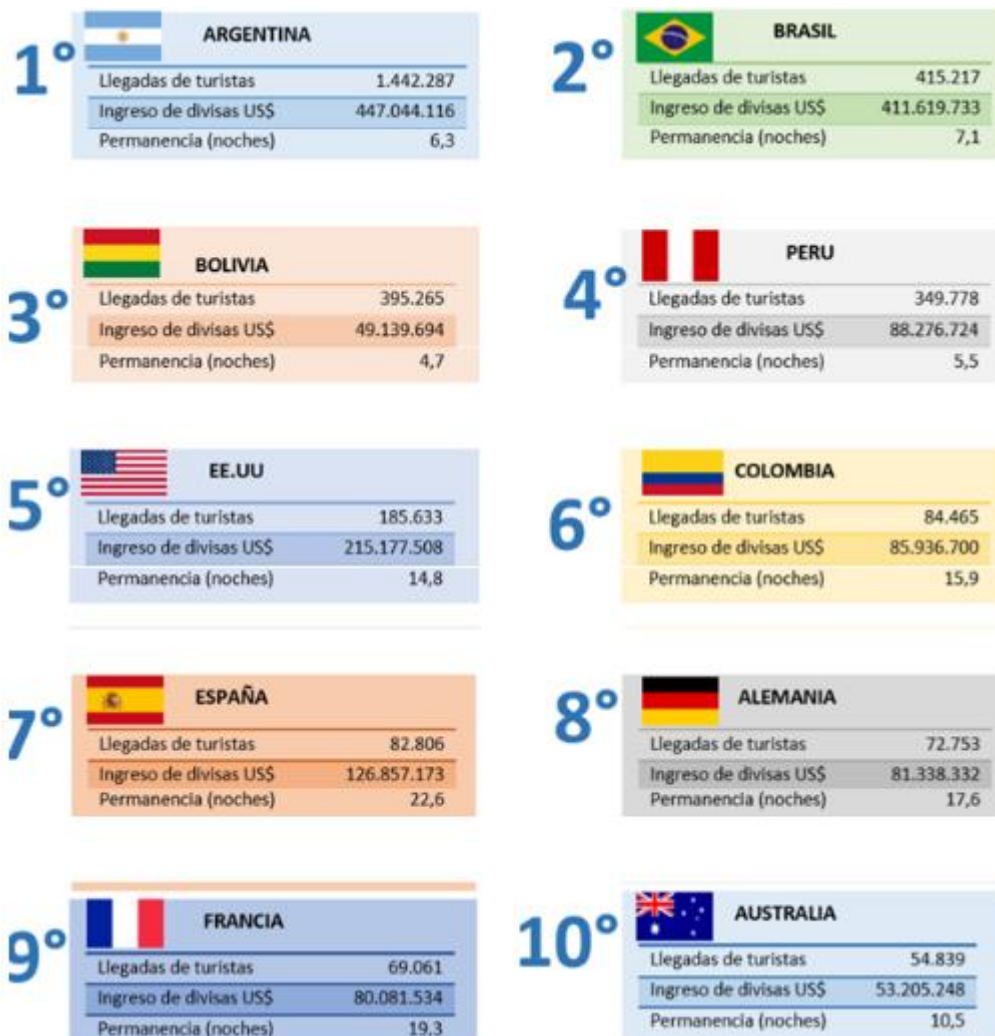 1°
ARGENTINA
Llegadas de turistas 1.442.287
Ingreso de divisas US$ 447.044.116
Permanencia (noches) 6,3
2°
BRASIL
Llegadas de turistas 415.217
Ingreso de divisas US$ 411.619.733
Permanencia (noches) 7,1
3°
BOLIVIA
Llegadas de turistas 395.265
Ingreso de divisas US$ 49.139.694
Permanencia (noches) 4,7
4°
PERU
Llegadas de turistas 349.778
Ingreso de divisas US$ 88.276.724
Permanencia (noches) 5,5
5°
EE.UU
Llegadas de turistas 185.633
Ingreso de divisas US$ 215.177.508
Permanencia (noches) 14,8
6°
COLOMBIA
Llegadas de turistas 84.465
Ingreso de divisas US$ 85.936.700
Permanencia (noches) 15,9
7°
ESPAÑA
Llegadas de turistas 82.806
Ingreso de divisas US$ 126.857.173
Permanencia (noches) 22,6
8°
ALEMANIA
Llegadas de turistas 72.753
Ingreso de divisas US$ 81.338.332
Permanencia (noches) 17,6
9°
FRANCIA
Llegadas de turistas 69.061
Ingreso de divisas US$ 80.081.534
Permanencia (noches) 19,3
10°
AUSTRALIA
Llegadas de turistas 54.839
Ingreso de divisas US$ 53.205.248
Permanencia (noches) 10,5